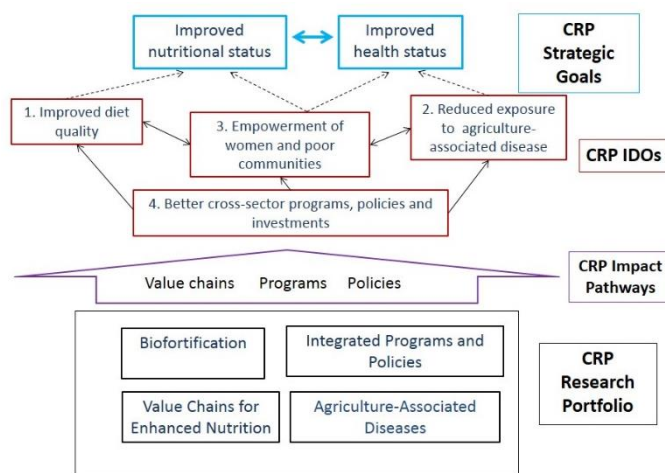 Improved
nutritional status
Improved
health status
CRP
Strategic
Goals
1. Improved diet
quality
3. Empowerment of
women and poor
communities
2. Reduced exposure
to agriculture-
associated disease
CRP IDOs
4. Better cross-sector programs, policies and
investments
Value chains Programs Policies
CRP Impact
Pathways
Biofortification
Integrated Programs and
Policies
Value Chains for
Enhanced Nutrition
Agriculture-Associated
Diseases
CRP
Research
Portfolio